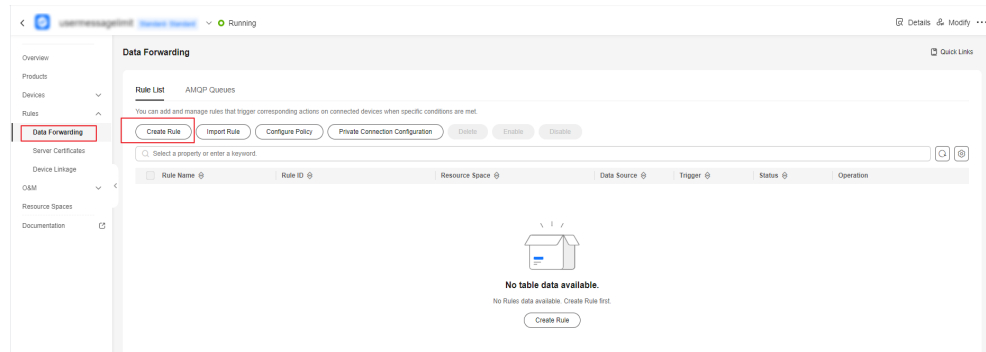 usermessagelimit Standard Standard Running Details Modify ...
Data Forwarding Quick Links
Overview
Products
Devices
Rules
Data Forwarding
Server Certificates
Device Linkage
O&M
Resource Spaces
Documentation
Rule List AMQP Queues
You can add and manage rules that trigger corresponding actions on connected devices when specific conditions are met.
Create Rule Import Rule Configure Policy Private Connection Configuration Delete Enable Disable
Select a property or enter a keyword.
Rule Name Rule ID Resource Space Data Source Trigger Status Operation
No table data available.
No Rules data available. Create Rule first.
Create Rule